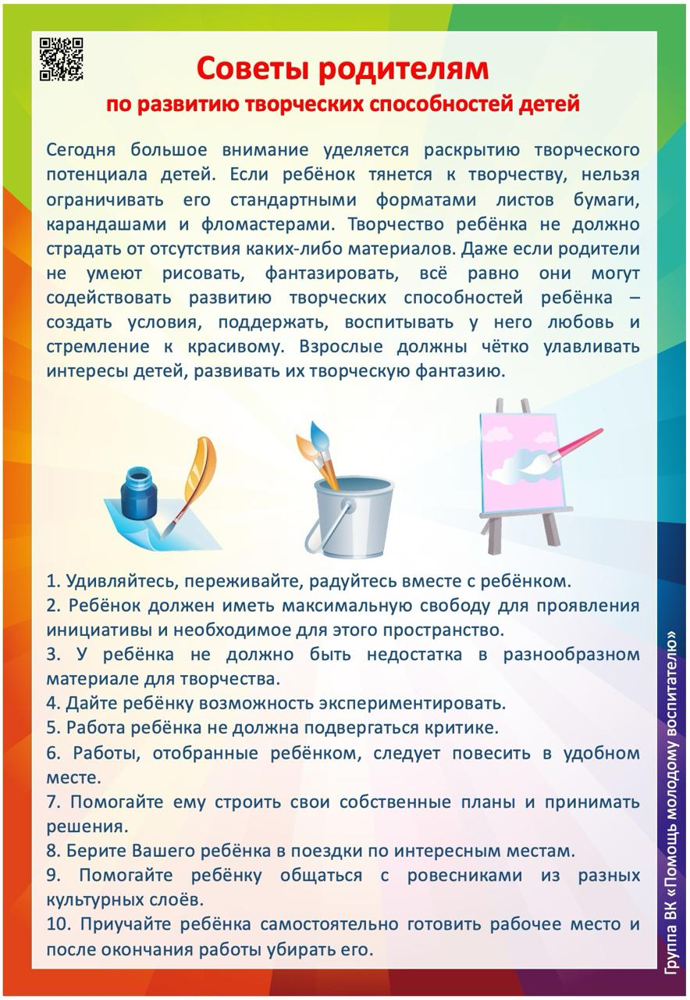 Советы родителям
по развитию творческих способностей детей
Сегодня большое внимание уделяется раскрытию творческого
потенциала детей. Если ребёнок тянется к творчеству, нельзя
ограничивать его стандартными форматами листов бумаги,
карандашами и фломастерами. Творчество ребёнка не должно
страдать от отсутствия каких-либо материалов. Даже если родители
не умеют рисовать, фантазировать, всё равно они могут
содействовать развитию творческих способностей ребёнка –
создать условия, поддержать, воспитывать у него любовь и
стремление к красивому. Взрослые должны чётко улавливать
интересы детей, развивать их творческую фантазию.
1. Удивляйтесь, переживайте, радуйтесь вместе с ребёнком.
2. Ребёнок должен иметь максимальную свободу для проявления
инициативы и необходимое для этого пространство.
3. У ребёнка не должно быть недостатка в разнообразном
материале для творчества.
4. Дайте ребёнку возможность экспериментировать.
5. Работа ребёнка не должна подвергаться критике.
6. Работы, отобранные ребёнком, следует повесить в удобном
месте.
7. Помогайте ему строить свои собственные планы и принимать
решения.
8. Берите Вашего ребёнка в поездки по интересным местам.
9. Помогайте ребёнку общаться с ровесниками из разных
культурных слоёв.
10. Приучайте ребёнка самостоятельно готовить рабочее место и
после окончания работы убирать его.
Группа ВК «Помощь молодому воспитателю»